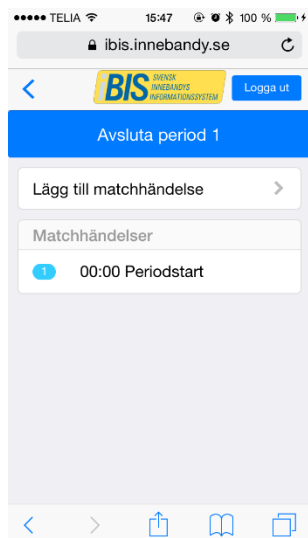 TELIA 15:47 100 %
ibis.innebandy.se
BIS SVENSK
INNEBANDYS
INFORMATIONSSYSTEM
Logga ut
Avsluta period 1
Lägg till matchhändelse
Matchhändelser
1 00:00 Periodstart